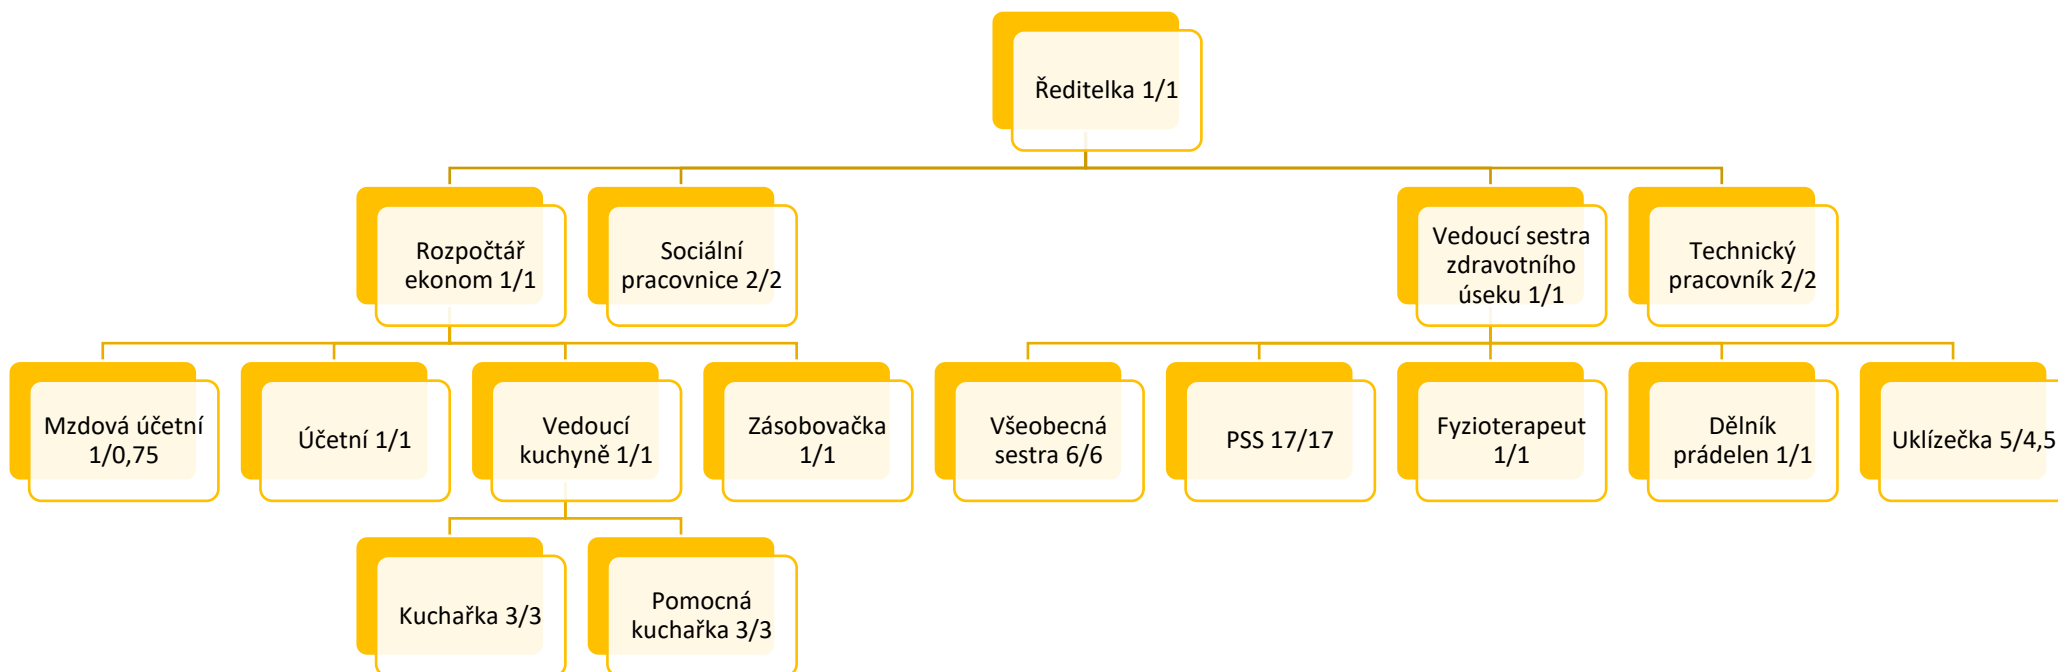 Ředitelka 1/1
Rozpočtář
ekonom 1/1
Sociální
pracovnice 2/2
Vedoucí sestra
zdravotního
úseku 1/1
Technický
pracovník 2/2
Mzdová účetní
1/0,75
Účetní 1/1
Vedoucí
kuchyně 1/1
Zásobovačka
1/1
Všeobecná
sestra 6/6
PSS 17/17
Fyzioterapeut
1/1
Dělník
prádelen 1/1
Uklízečka 5/4,5
Kuchařka 3/3
Pomocná
kuchařka 3/3